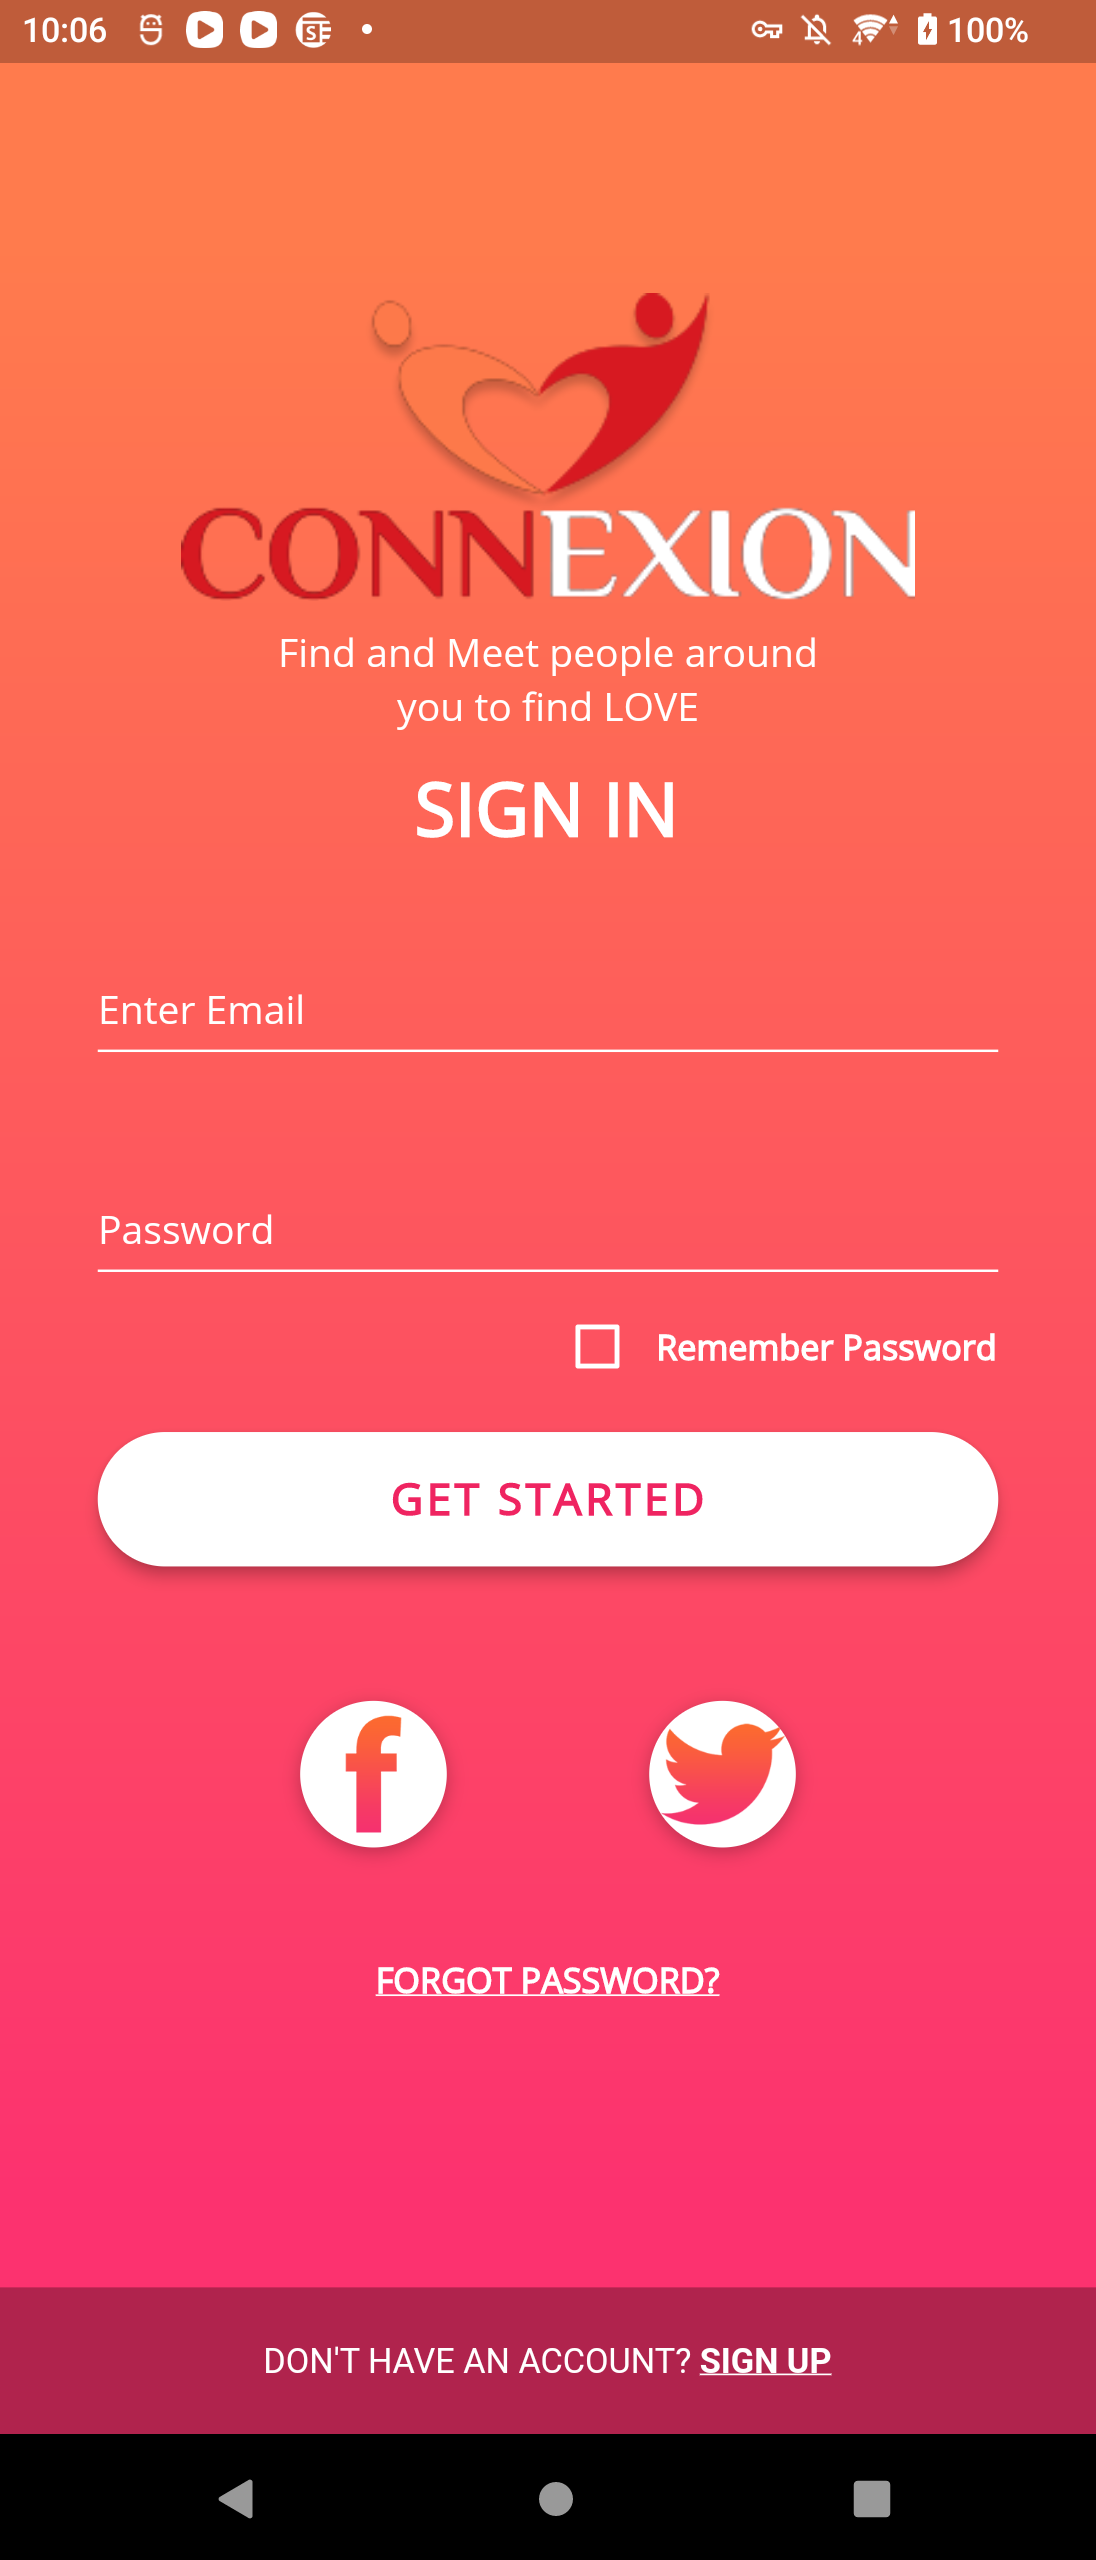 10:06 100%
CONNEXION
Find and Meet people around
you to find LOVE
SIGN IN
Enter Email
Password
Remember Password
GET STARTED
FORGOT PASSWORD?
DON'T HAVE AN ACCOUNT? SIGN UP